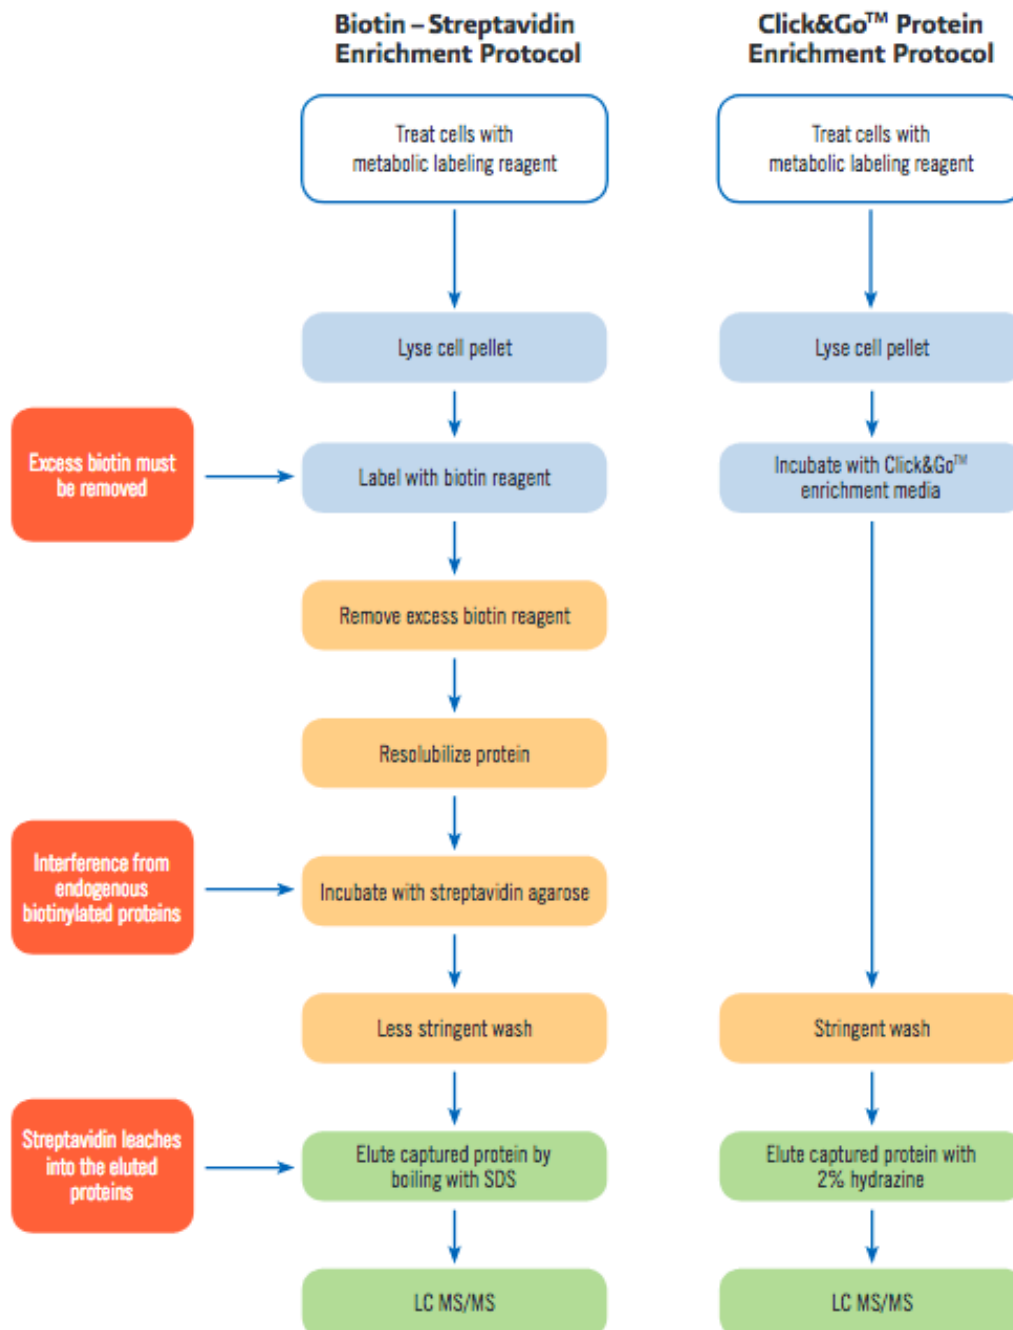 Biotin – Streptavidin
Enrichment Protocol
Treat cells with
metabolic labeling reagent
Lyse cell pellet
Excess biotin must
be removed
Label with biotin reagent
Remove excess biotin reagent
Resolubilize protein
Interference from
endogenous
biotinylated proteins
Incubate with streptavidin agarose
Less stringent wash
Streptavidin leaches
into the eluted
proteins
Elute captured protein by
boiling with SDS
LC MS/MS
Click&Go™ Protein
Enrichment Protocol
Treat cells with
metabolic labeling reagent
Lyse cell pellet
Incubate with Click&Go™
enrichment media
Stringent wash
Elute captured protein with
2% hydrazine
LC MS/MS